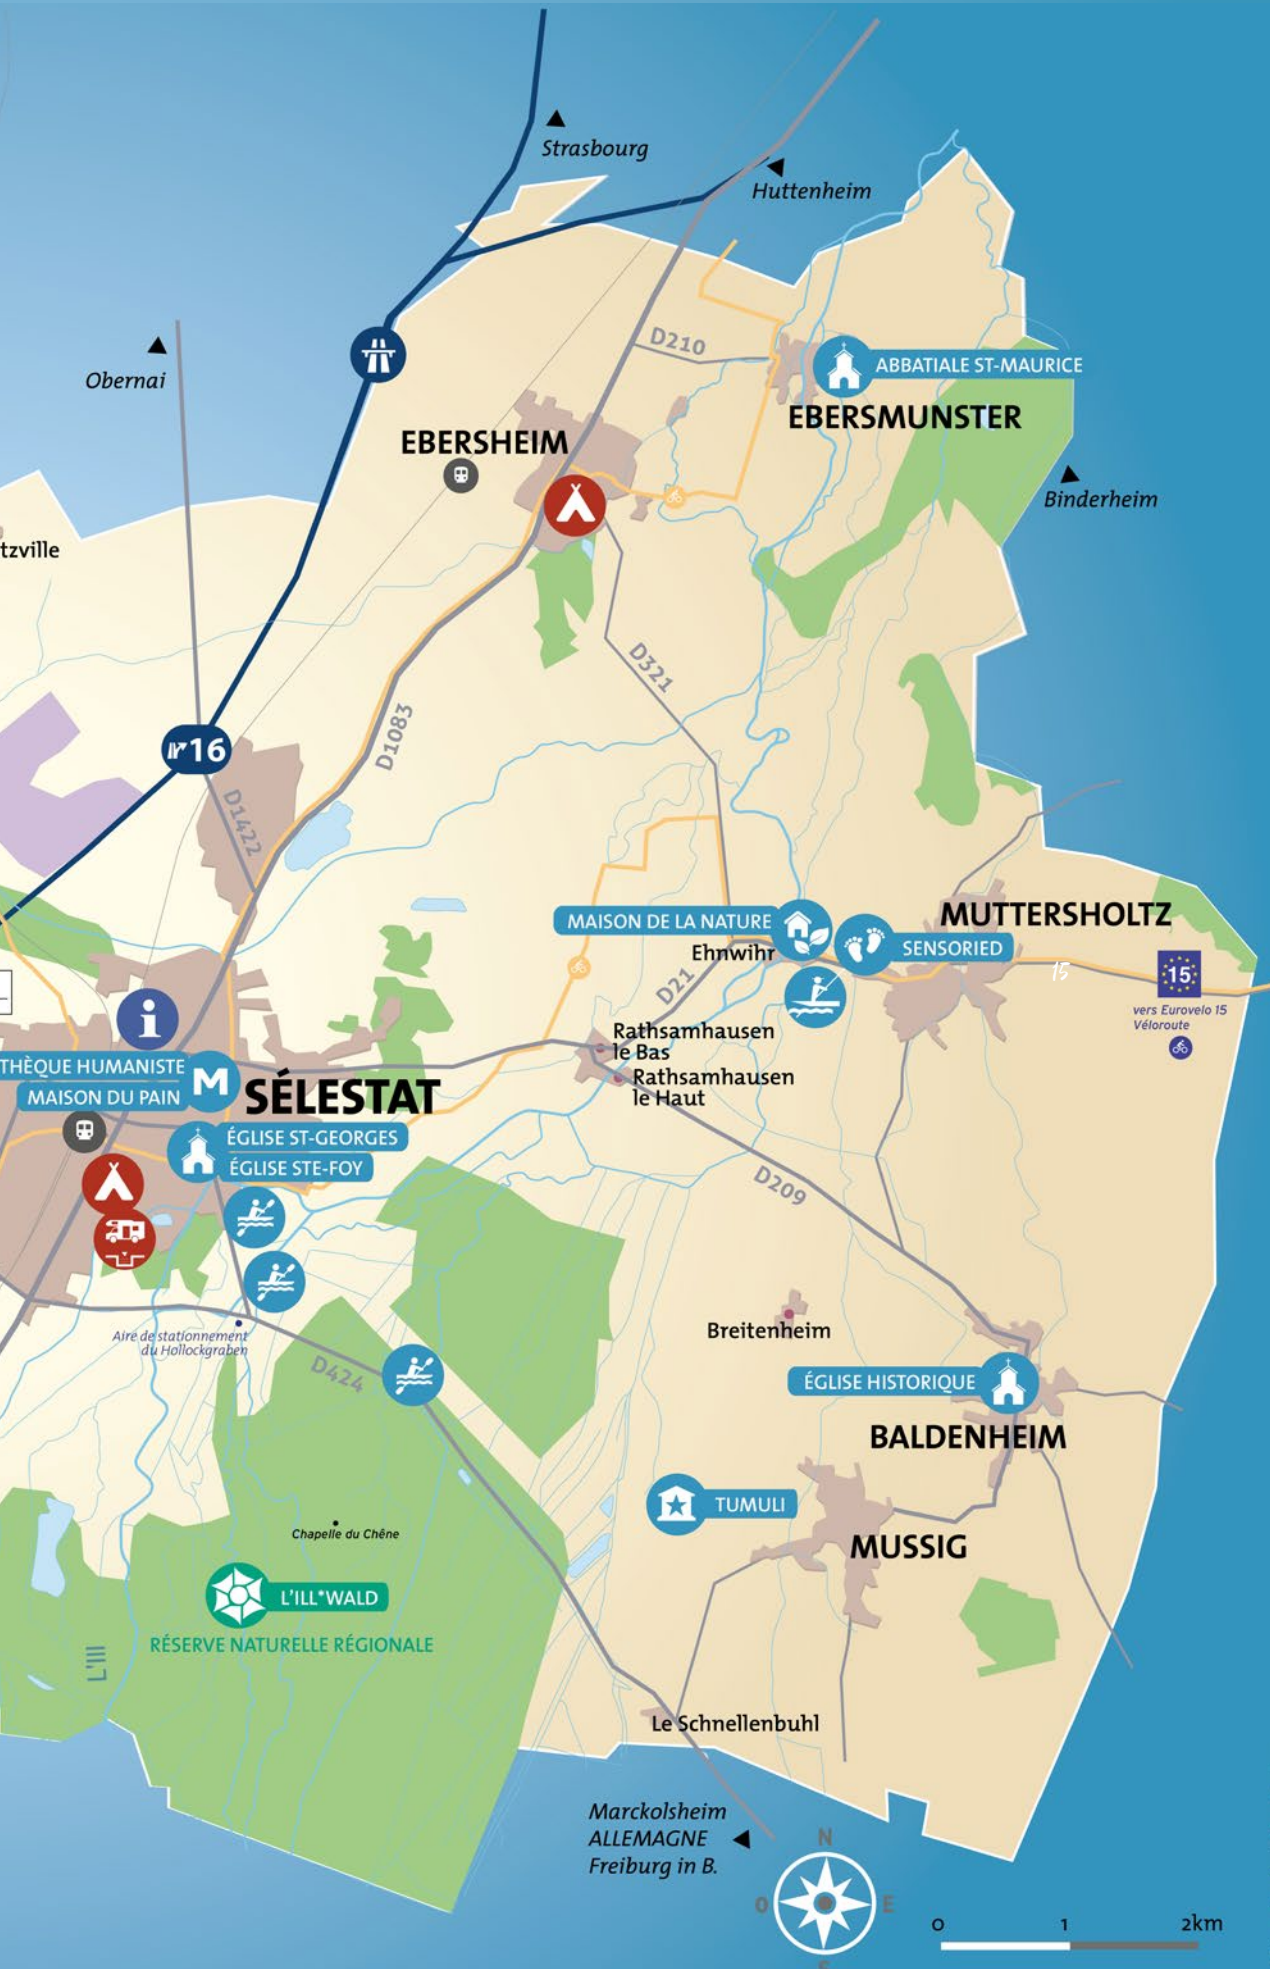 Strasbourg
Huttenheim
Obernai
D210
ABBATIALE ST-MAURICE
EBERSMUNSTER
EBERSHEIM
Binderheim
tzville
D321
D1083
16
D1422
MUTTERSHOLTZ
MAISON DE LA NATURE
SENSORIED
Ehnwihr
15
15
D21
vers Eurovelo 15
Véloroute
i
Rathsamhausen
le Bas
THÈQUE HUMANISTE
M
SÉLESTAT
MAISON DU PAIN
Rathsamhausen
le Haut
ÉGLISE ST-GEORGES
ÉGLISE STE-FOY
D209
Aire de stationnement
du Hollockgraben
Breitenheim
D424
ÉGLISE HISTORIQUE
BALDENHEIM
TUMULI
Chapelle du Chêne
MUSSIG
L'ILL*WALD
RÉSERVE NATURELLE RÉGIONALE
L'Ill
Le Schnellenbuhl
Marckolsheim
ALLEMAGNE
Freiburg in B.
N
O
E
0 1 2km